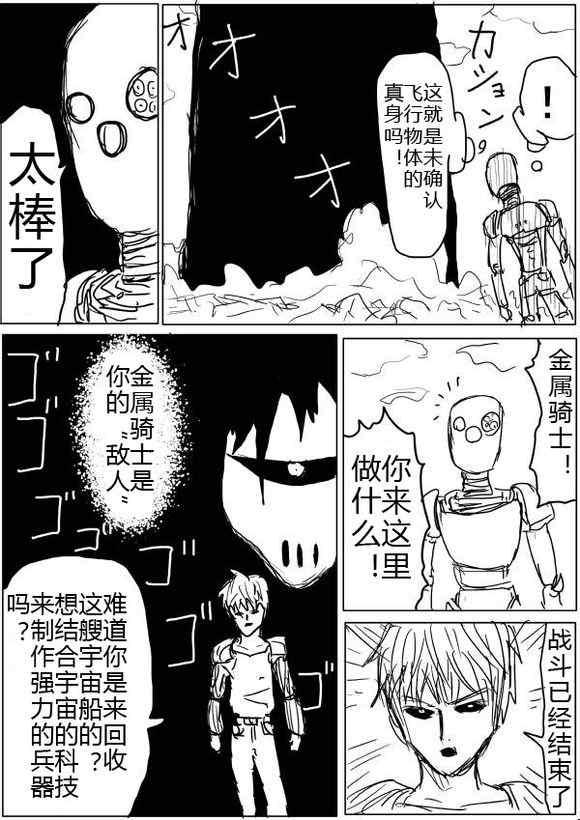 ！
カション
这就是未确认
飞行物体的
真身吗！
オオオオ
太棒了
金属骑士！
你来这里
做什么！
战斗已经结束了
金属骑士是
你的“敌人”
ゴゴゴゴゴゴ
难道你是来回收
这艘宇宙船的？
想结合宇宙的科技
来制作强力的兵器
吗？